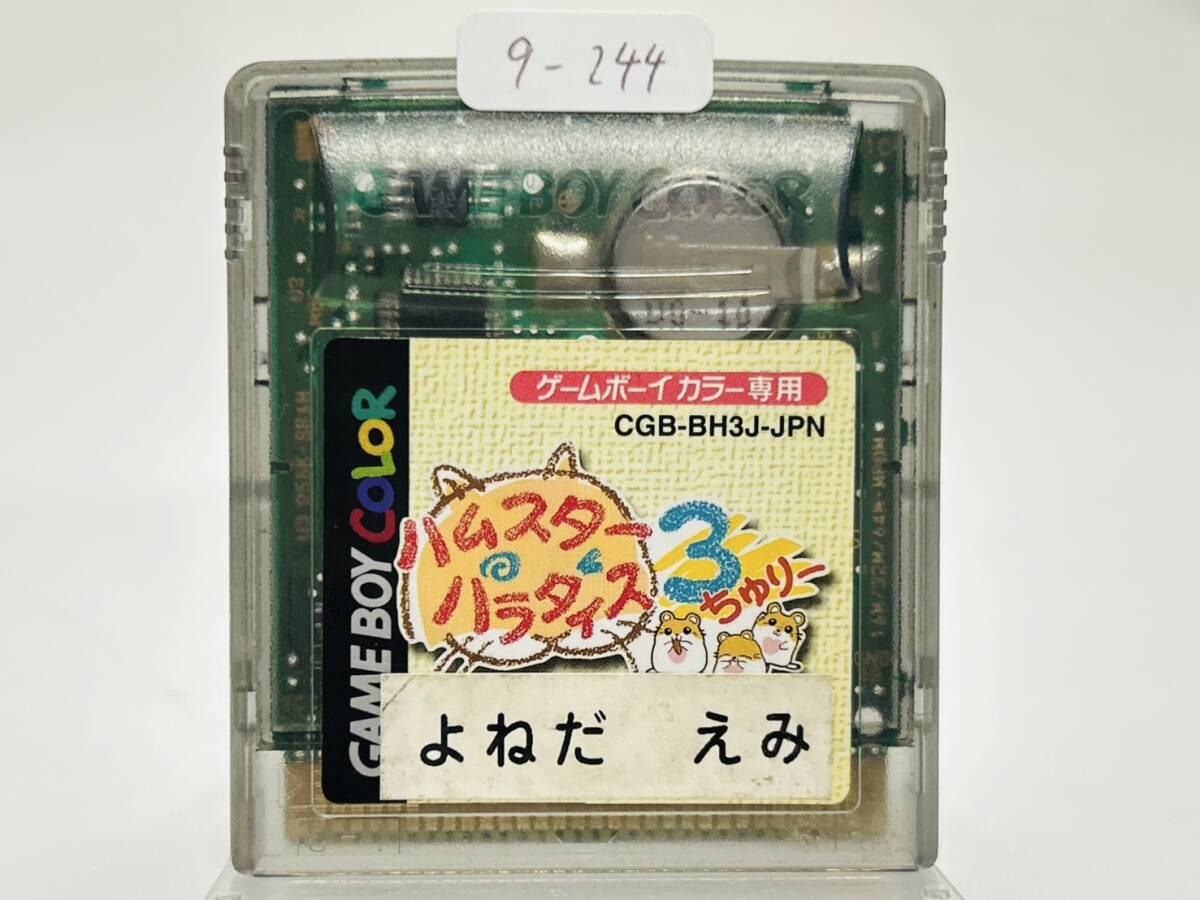 9-244
GAME BOY COLOR
ゲームボーイカラー専用
CGB-BH3J-JPN
GAME BOY COLOR
ハムスター
パラダイス
3
ちゅりー
よねだ えみ